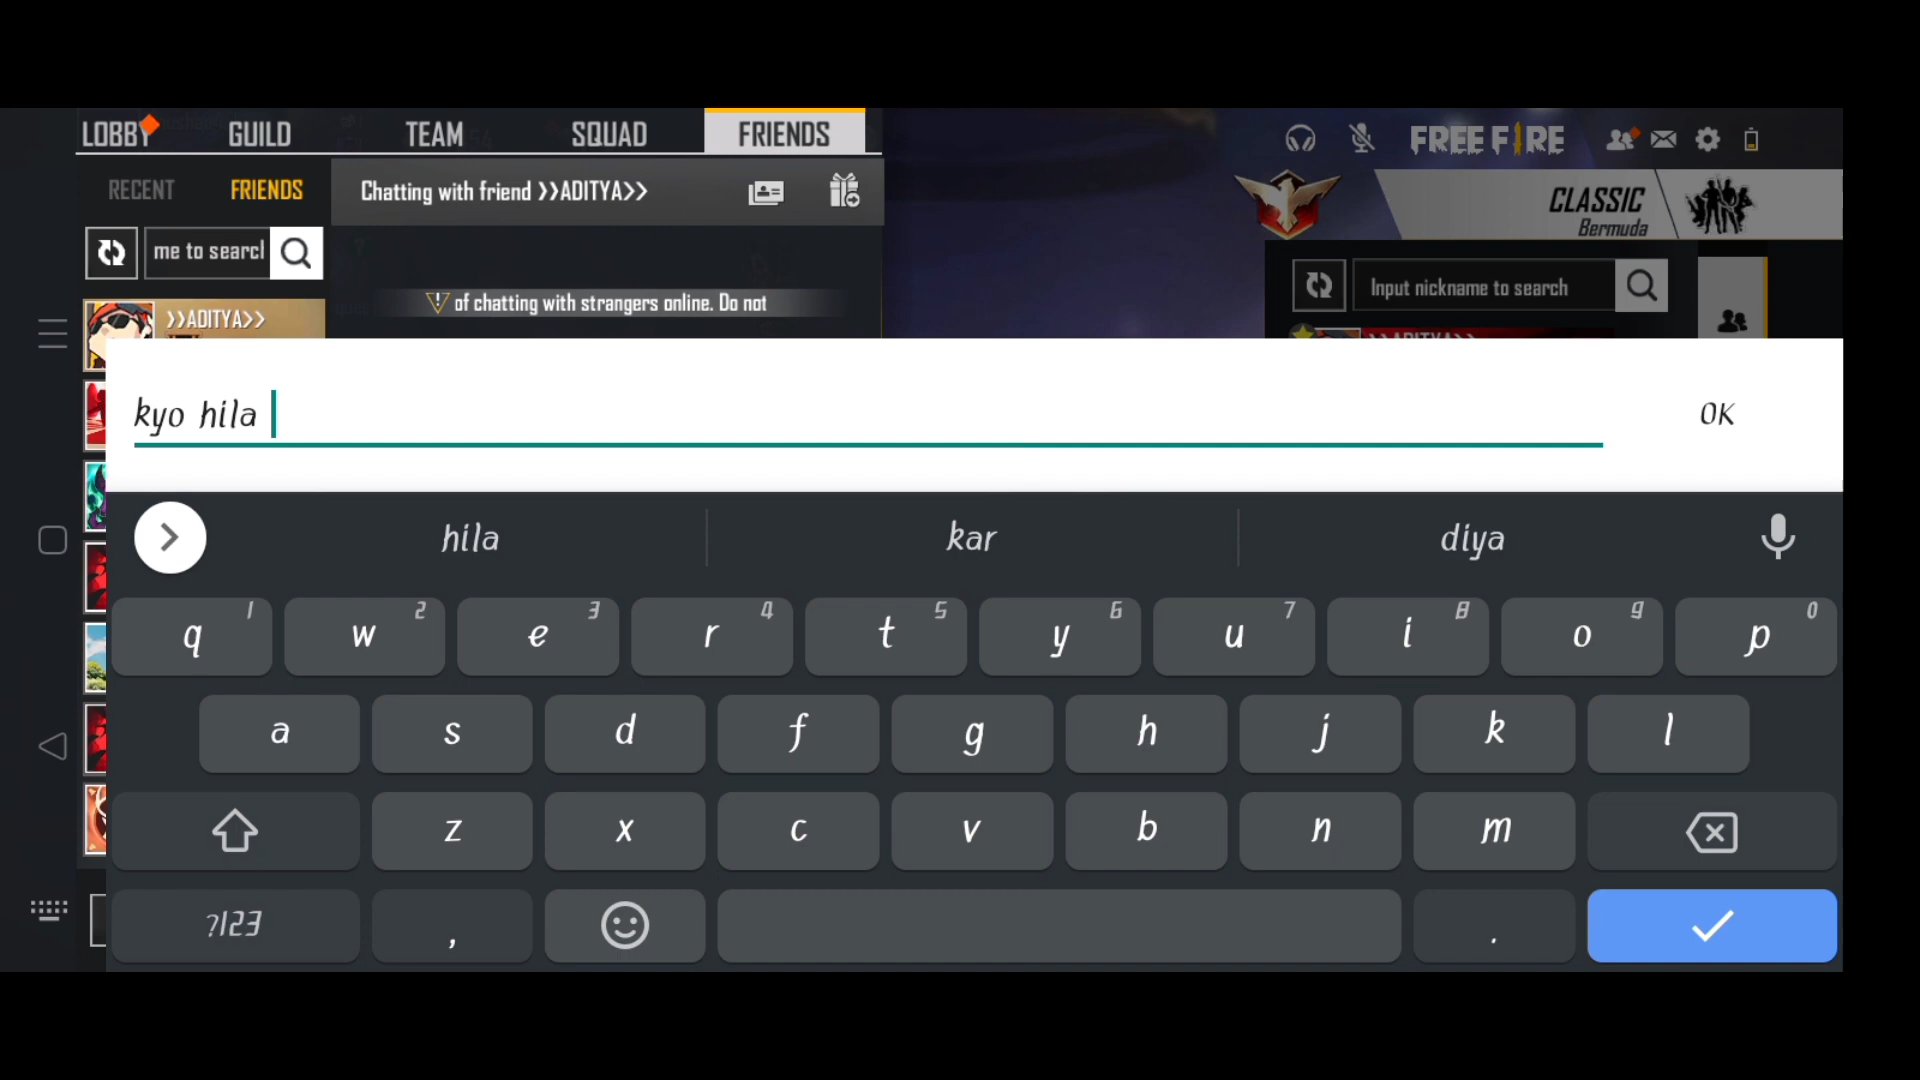 LOBBY GUILD TEAM SQUAD FRIENDS
FREE FIRE
RECENT FRIENDS
Chatting with friend >>ADITYA>>
CLASSIC
Bermuda
me to search
Input nickname to search
of chatting with strangers online. Do not
>>ADITYA>>
>>ADITYA>>
kyo hila
OK
hila kar diya
1 2 3 4 5 6 7 8 9 0
q w e r t y u i o p
a s d f g h j k l
z x c v b n m
?123 , .